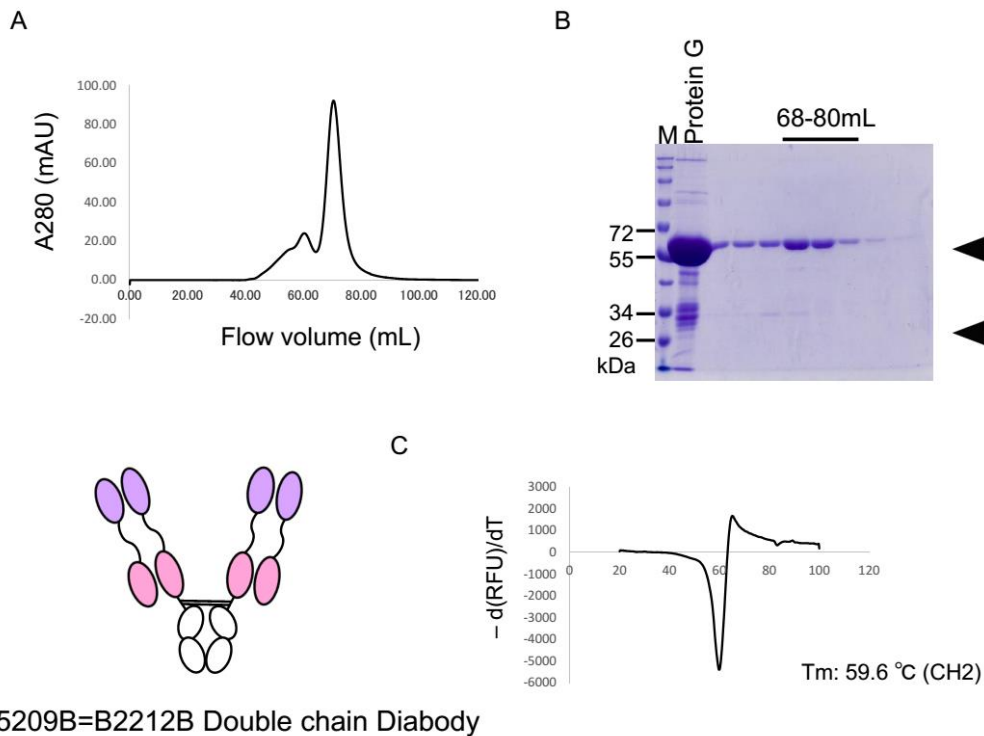 A
B
100.00
80.00
60.00
40.00
20.00
0.00
-20.00
A280 (mAU)
0.00 20.00 40.00 60.00 80.00 100.00 120.00
Flow volume (mL)
M
Protein G
68-80mL
72
55
34
26
kDa
C
3000
2000
1000
0
-1000
-2000
-3000
-4000
-5000
-6000
– d(RFU)/dT
0 20 40 60 80 100 120
Tm: 59.6 ℃ (CH2)
5209B=B2212B Double chain Diabody